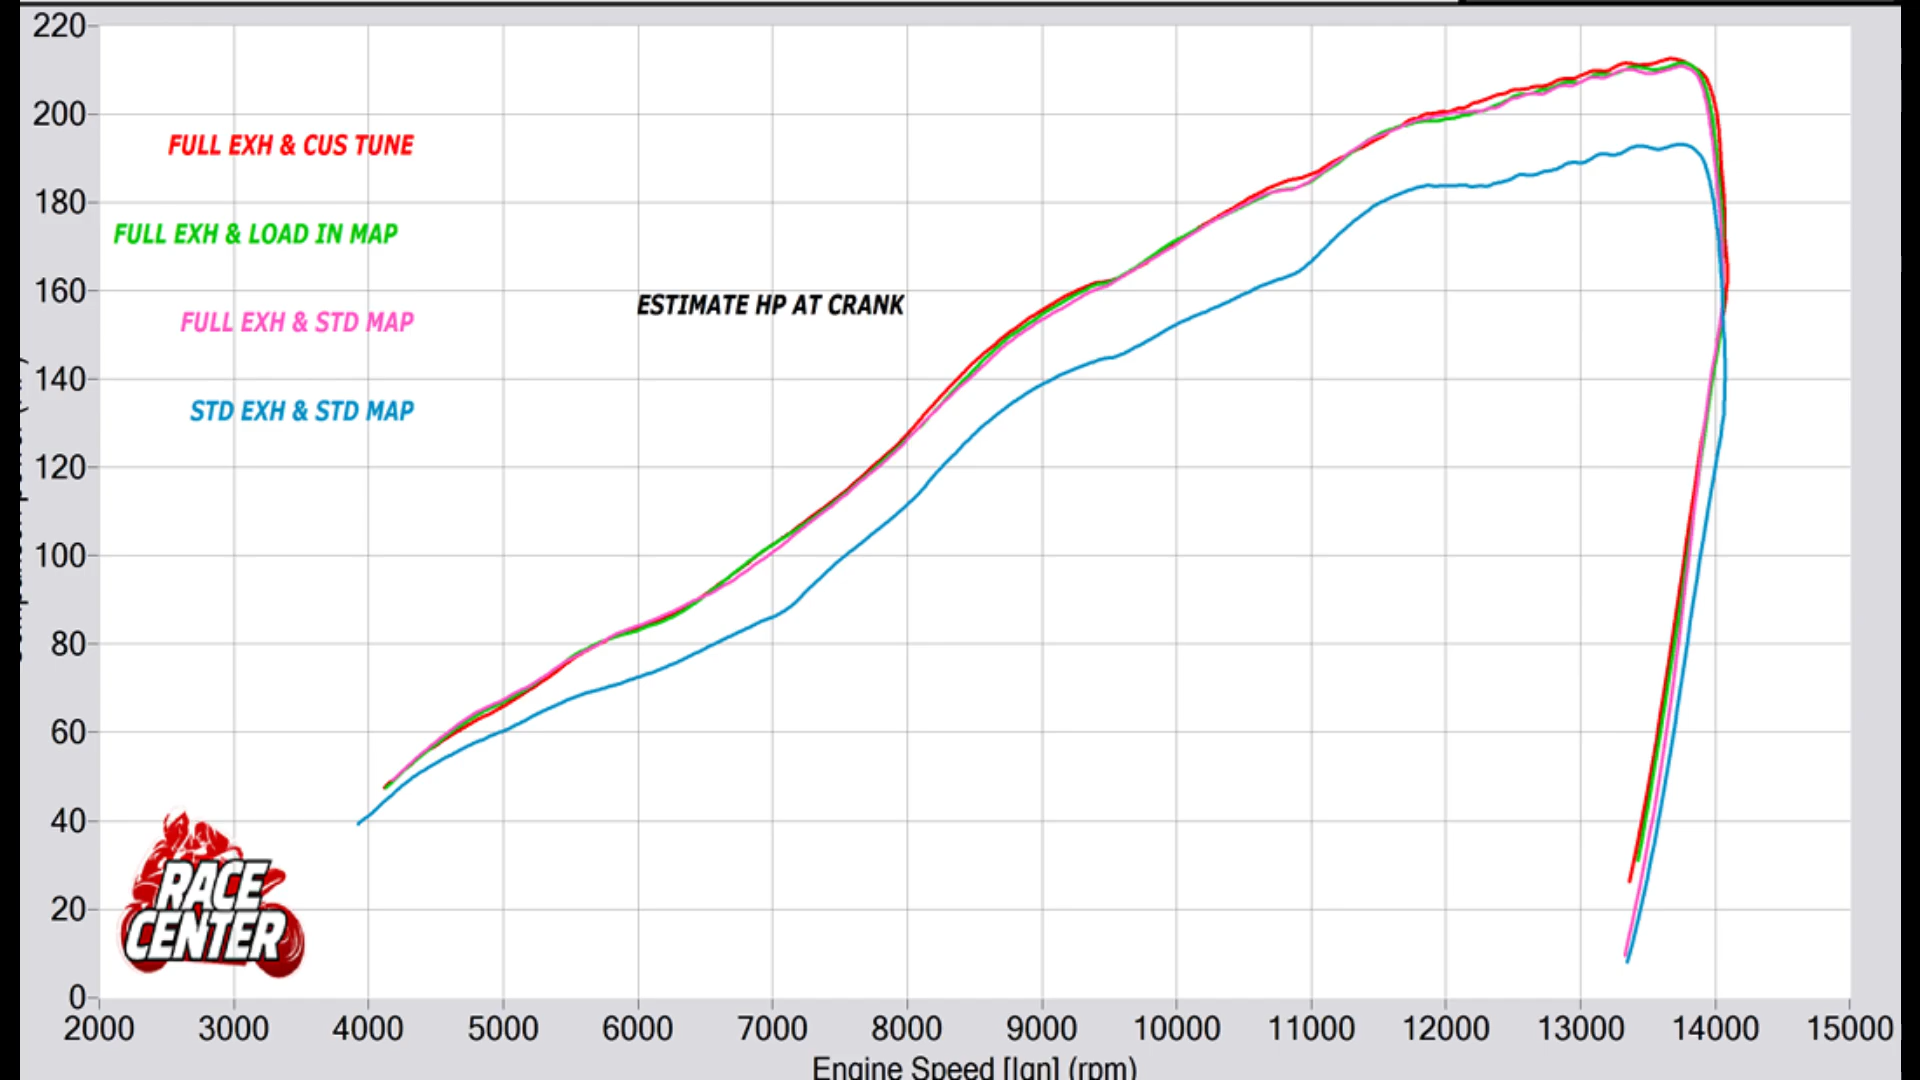 220
200
FULL EXH & CUS TUNE
180
FULL EXH & LOAD IN MAP
160
ESTIMATE HP AT CRANK
FULL EXH & STD MAP
140
STD EXH & STD MAP
120
100
80
60
40
RACE
CENTER
20
0
2000 3000 4000 5000 6000 7000 8000 9000 10000 11000 12000 13000 14000 15000
Engine Speed [Ign] (rpm)